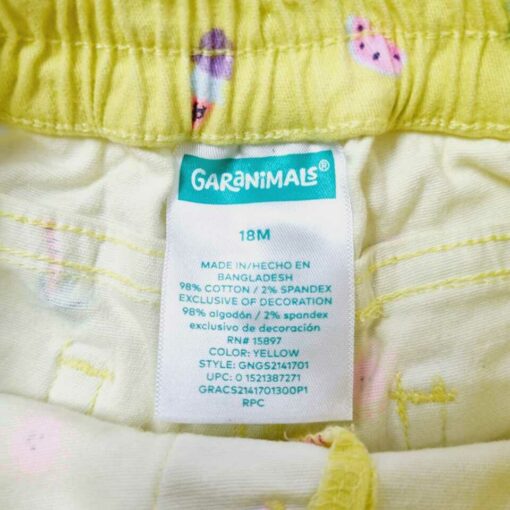 GARANIMALS®
18M
MADE IN/HECHO EN
BANGLADESH
98% COTTON / 2% SPANDEX
EXCLUSIVE OF DECORATION
98% algodón / 2% spandex
exclusivo de decoración
RN# 15897
COLOR: YELLOW
STYLE: GNGS2141701
UPC: 0 1521387271
GRACS2141701300P1
RPC